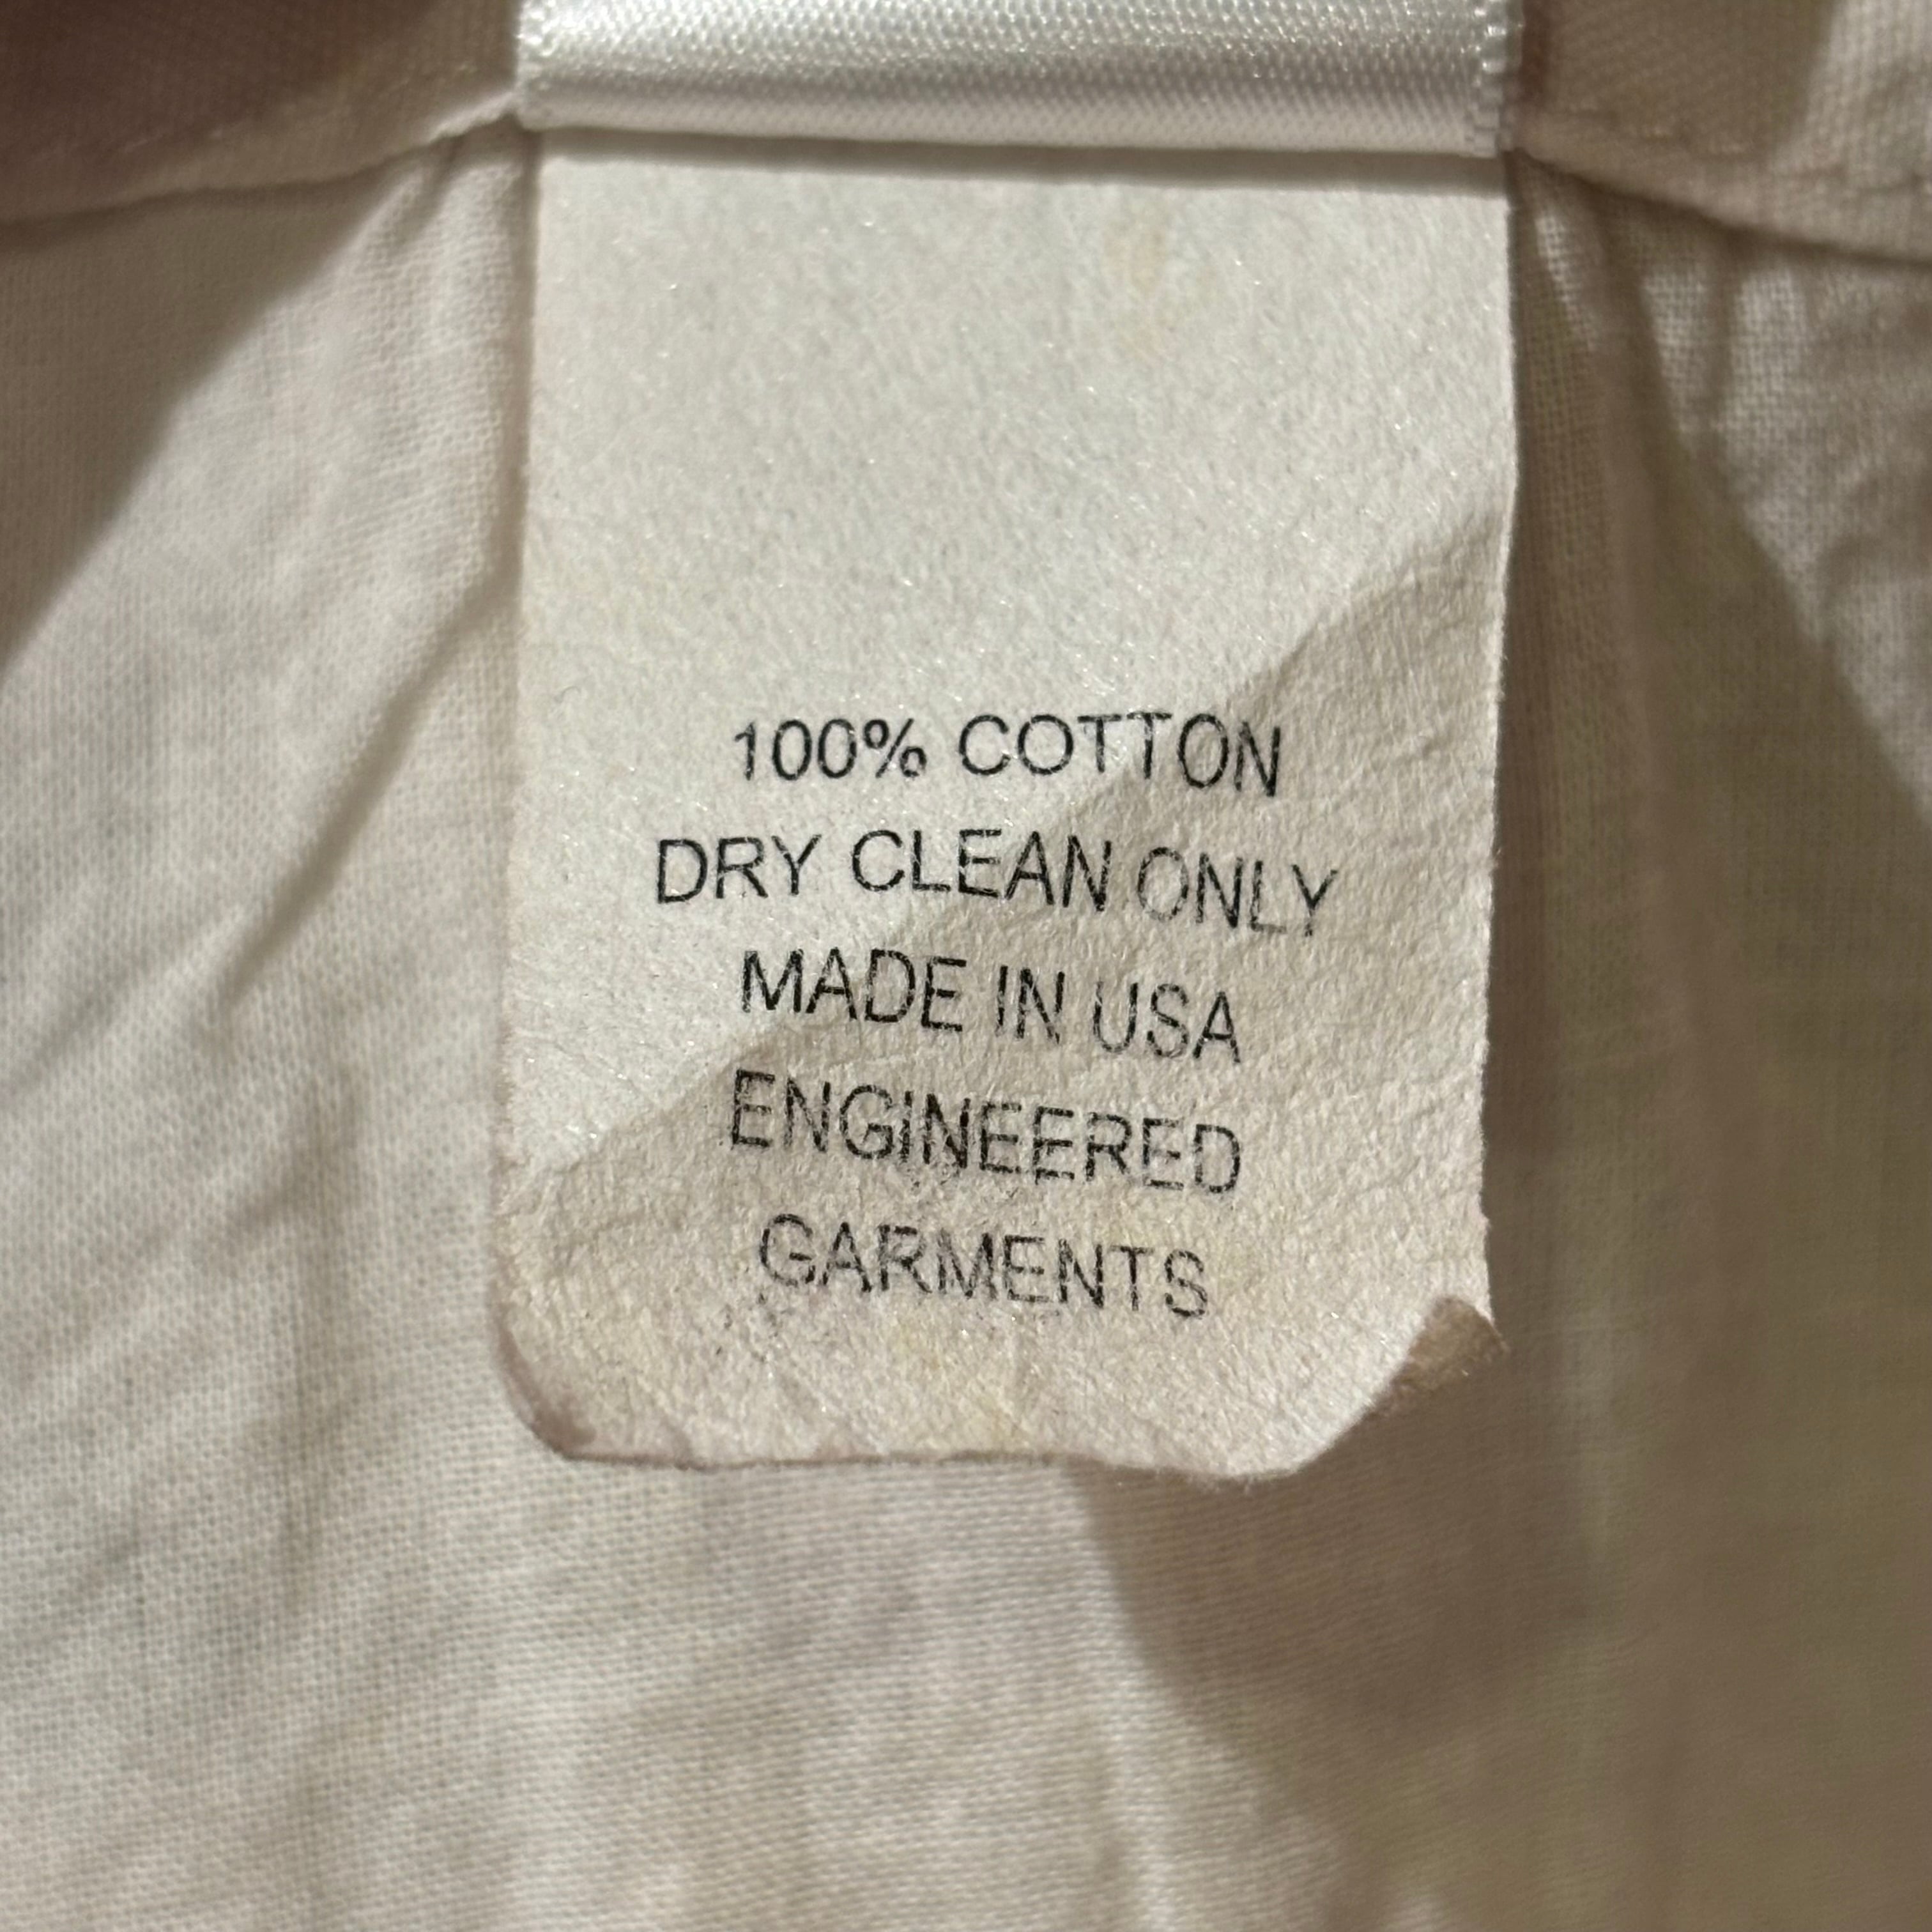 100% COTTON
DRY CLEAN ONLY
MADE IN USA
ENGINEERED
GARMENTS